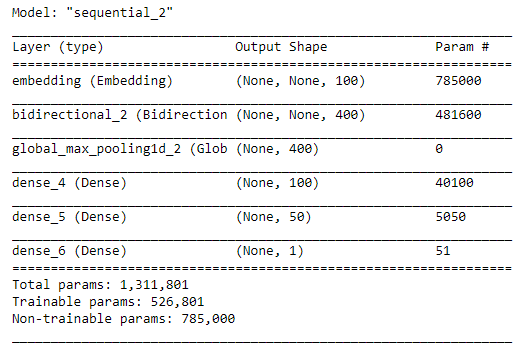 Model: "sequential_2"
Layer (type) Output Shape Param #
embedding (Embedding) (None, None, 100) 785000
bidirectional_2 (Bidirection (None, None, 400) 481600
global_max_pooling1d_2 (Glob (None, 400) 0
dense_4 (Dense) (None, 100) 40100
dense_5 (Dense) (None, 50) 5050
dense_6 (Dense) (None, 1) 51
Total params: 1,311,801
Trainable params: 526,801
Non-trainable params: 785,000